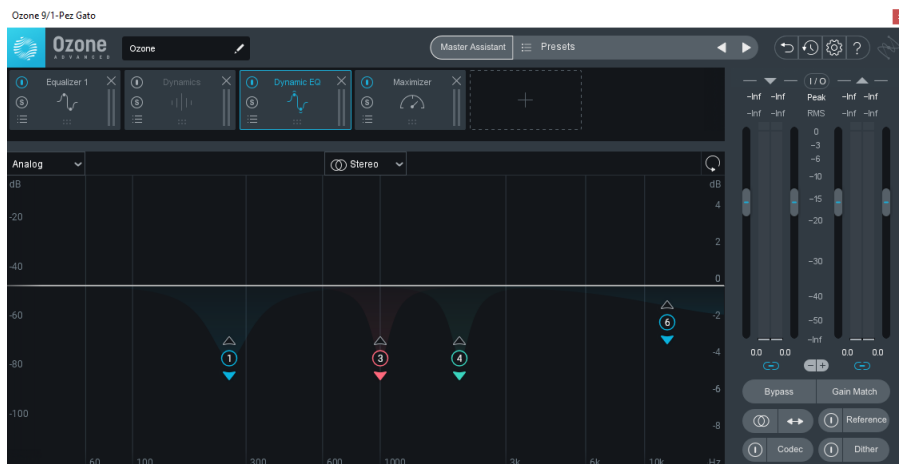 Ozone 9/1-Pez Gato
Ozone
ADVANCED
Ozone
Master Assistant
Presets
?
Equalizer 1
Dynamics
Dynamic EQ
Maximizer
S
S
S
S
+
I/O
-Inf -Inf Peak -Inf -Inf
-Inf -Inf RMS -Inf -Inf
0
-3
-6
-10
-15
-20
-30
-40
-50
-Inf
0.0 0.0 0.0 0.0
Analog
Stereo
dB dB
4
-20
2
-40
0
-60
6
-2
1 3 4
-4
-80
-6
-100
-8
60 100 300 600 1000 3k 6k 10k Hz
Bypass
Gain Match
Reference
Codec
Dither